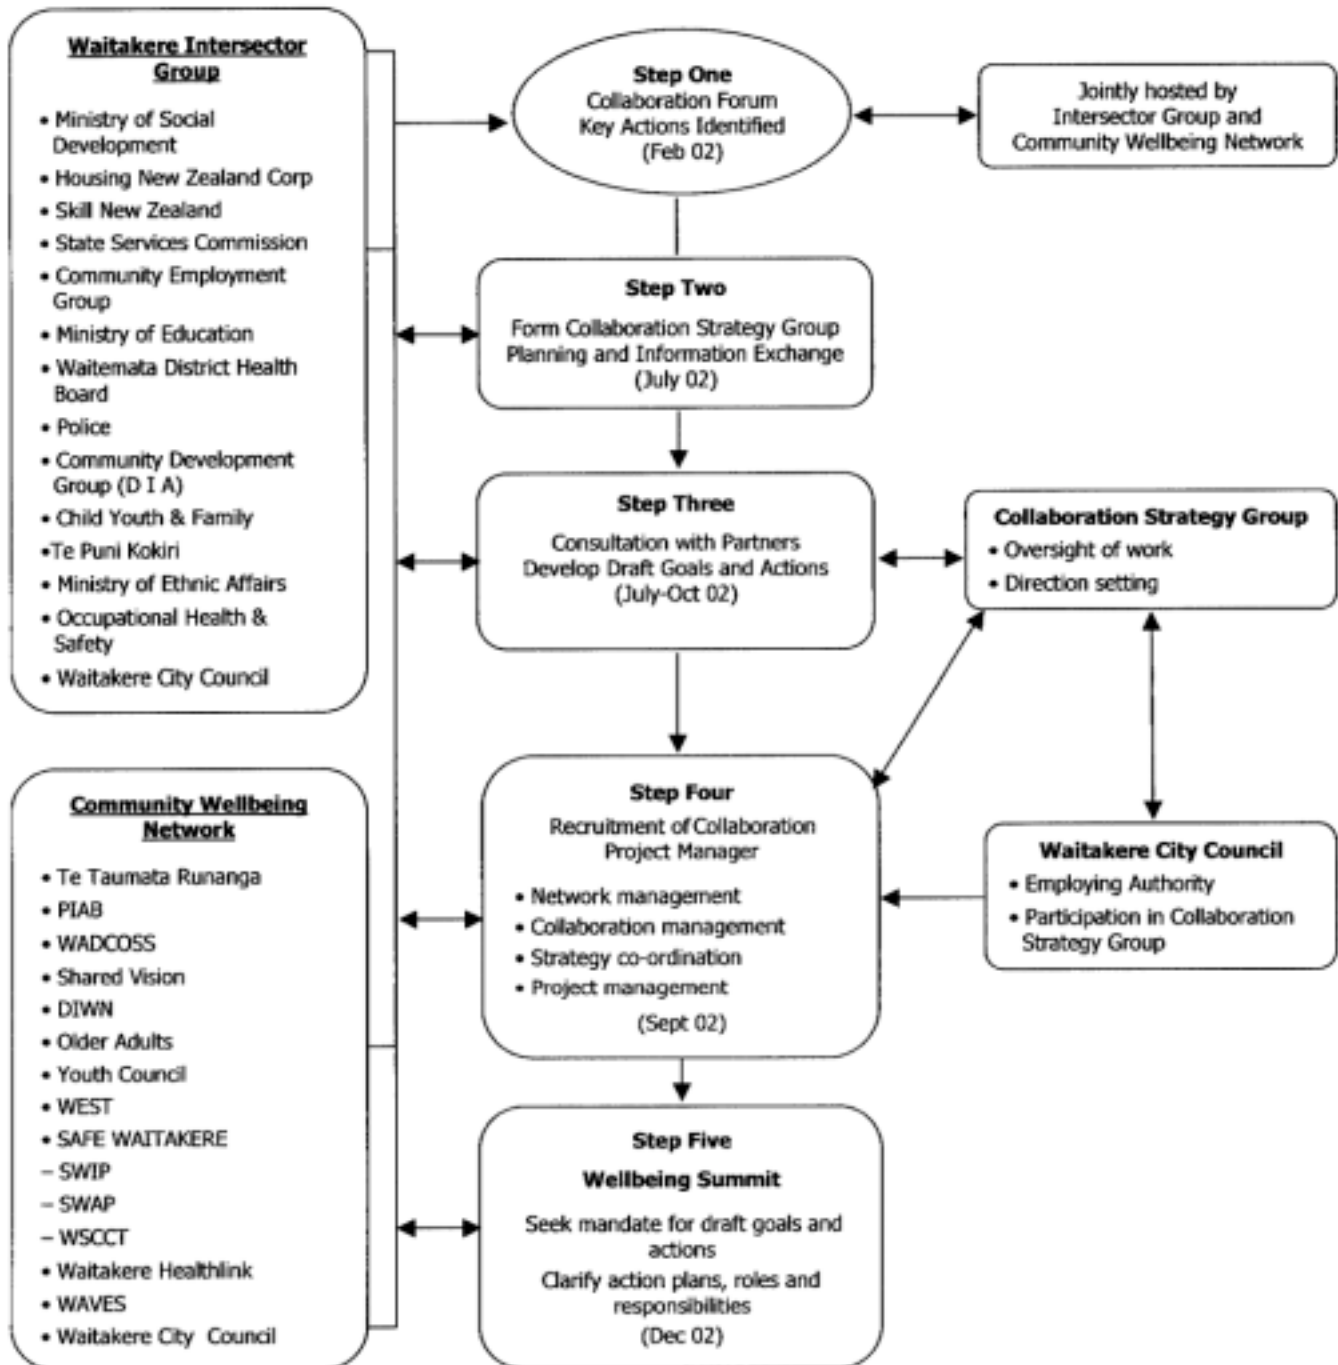 Waitakere Intersector
Group
• Ministry of Social
Development
• Housing New Zealand Corp
• Skill New Zealand
• State Services Commission
• Community Employment
Group
• Ministry of Education
• Waitemata District Health
Board
• Police
• Community Development
Group (D I A)
• Child Youth & Family
•Te Puni Kokiri
• Ministry of Ethnic Affairs
• Occupational Health &
Safety
• Waitakere City Council
Community Wellbeing
Network
• Te Taumata Runanga
• PIAB
• WADCOSS
• Shared Vision
• DIWN
• Older Adults
• Youth Council
• WEST
• SAFE WAITAKERE
– SWIP
– SWAP
– WSCCT
• Waitakere Healthlink
• WAVES
• Waitakere City Council
Step One
Collaboration Forum
Key Actions Identified
(Feb 02)
Jointly hosted by
Intersector Group and
Community Wellbeing Network
Step Two
Form Collaboration Strategy Group
Planning and Information Exchange
(July 02)
Step Three
Consultation with Partners
Develop Draft Goals and Actions
(July-Oct 02)
Collaboration Strategy Group
• Oversight of work
• Direction setting
Step Four
Recruitment of Collaboration
Project Manager
• Network management
• Collaboration management
• Strategy co-ordination
• Project management
(Sept 02)
Waitakere City Council
• Employing Authority
• Participation in Collaboration
Strategy Group
Step Five
Wellbeing Summit
Seek mandate for draft goals and
actions
Clarify action plans, roles and
responsibilities
(Dec 02)